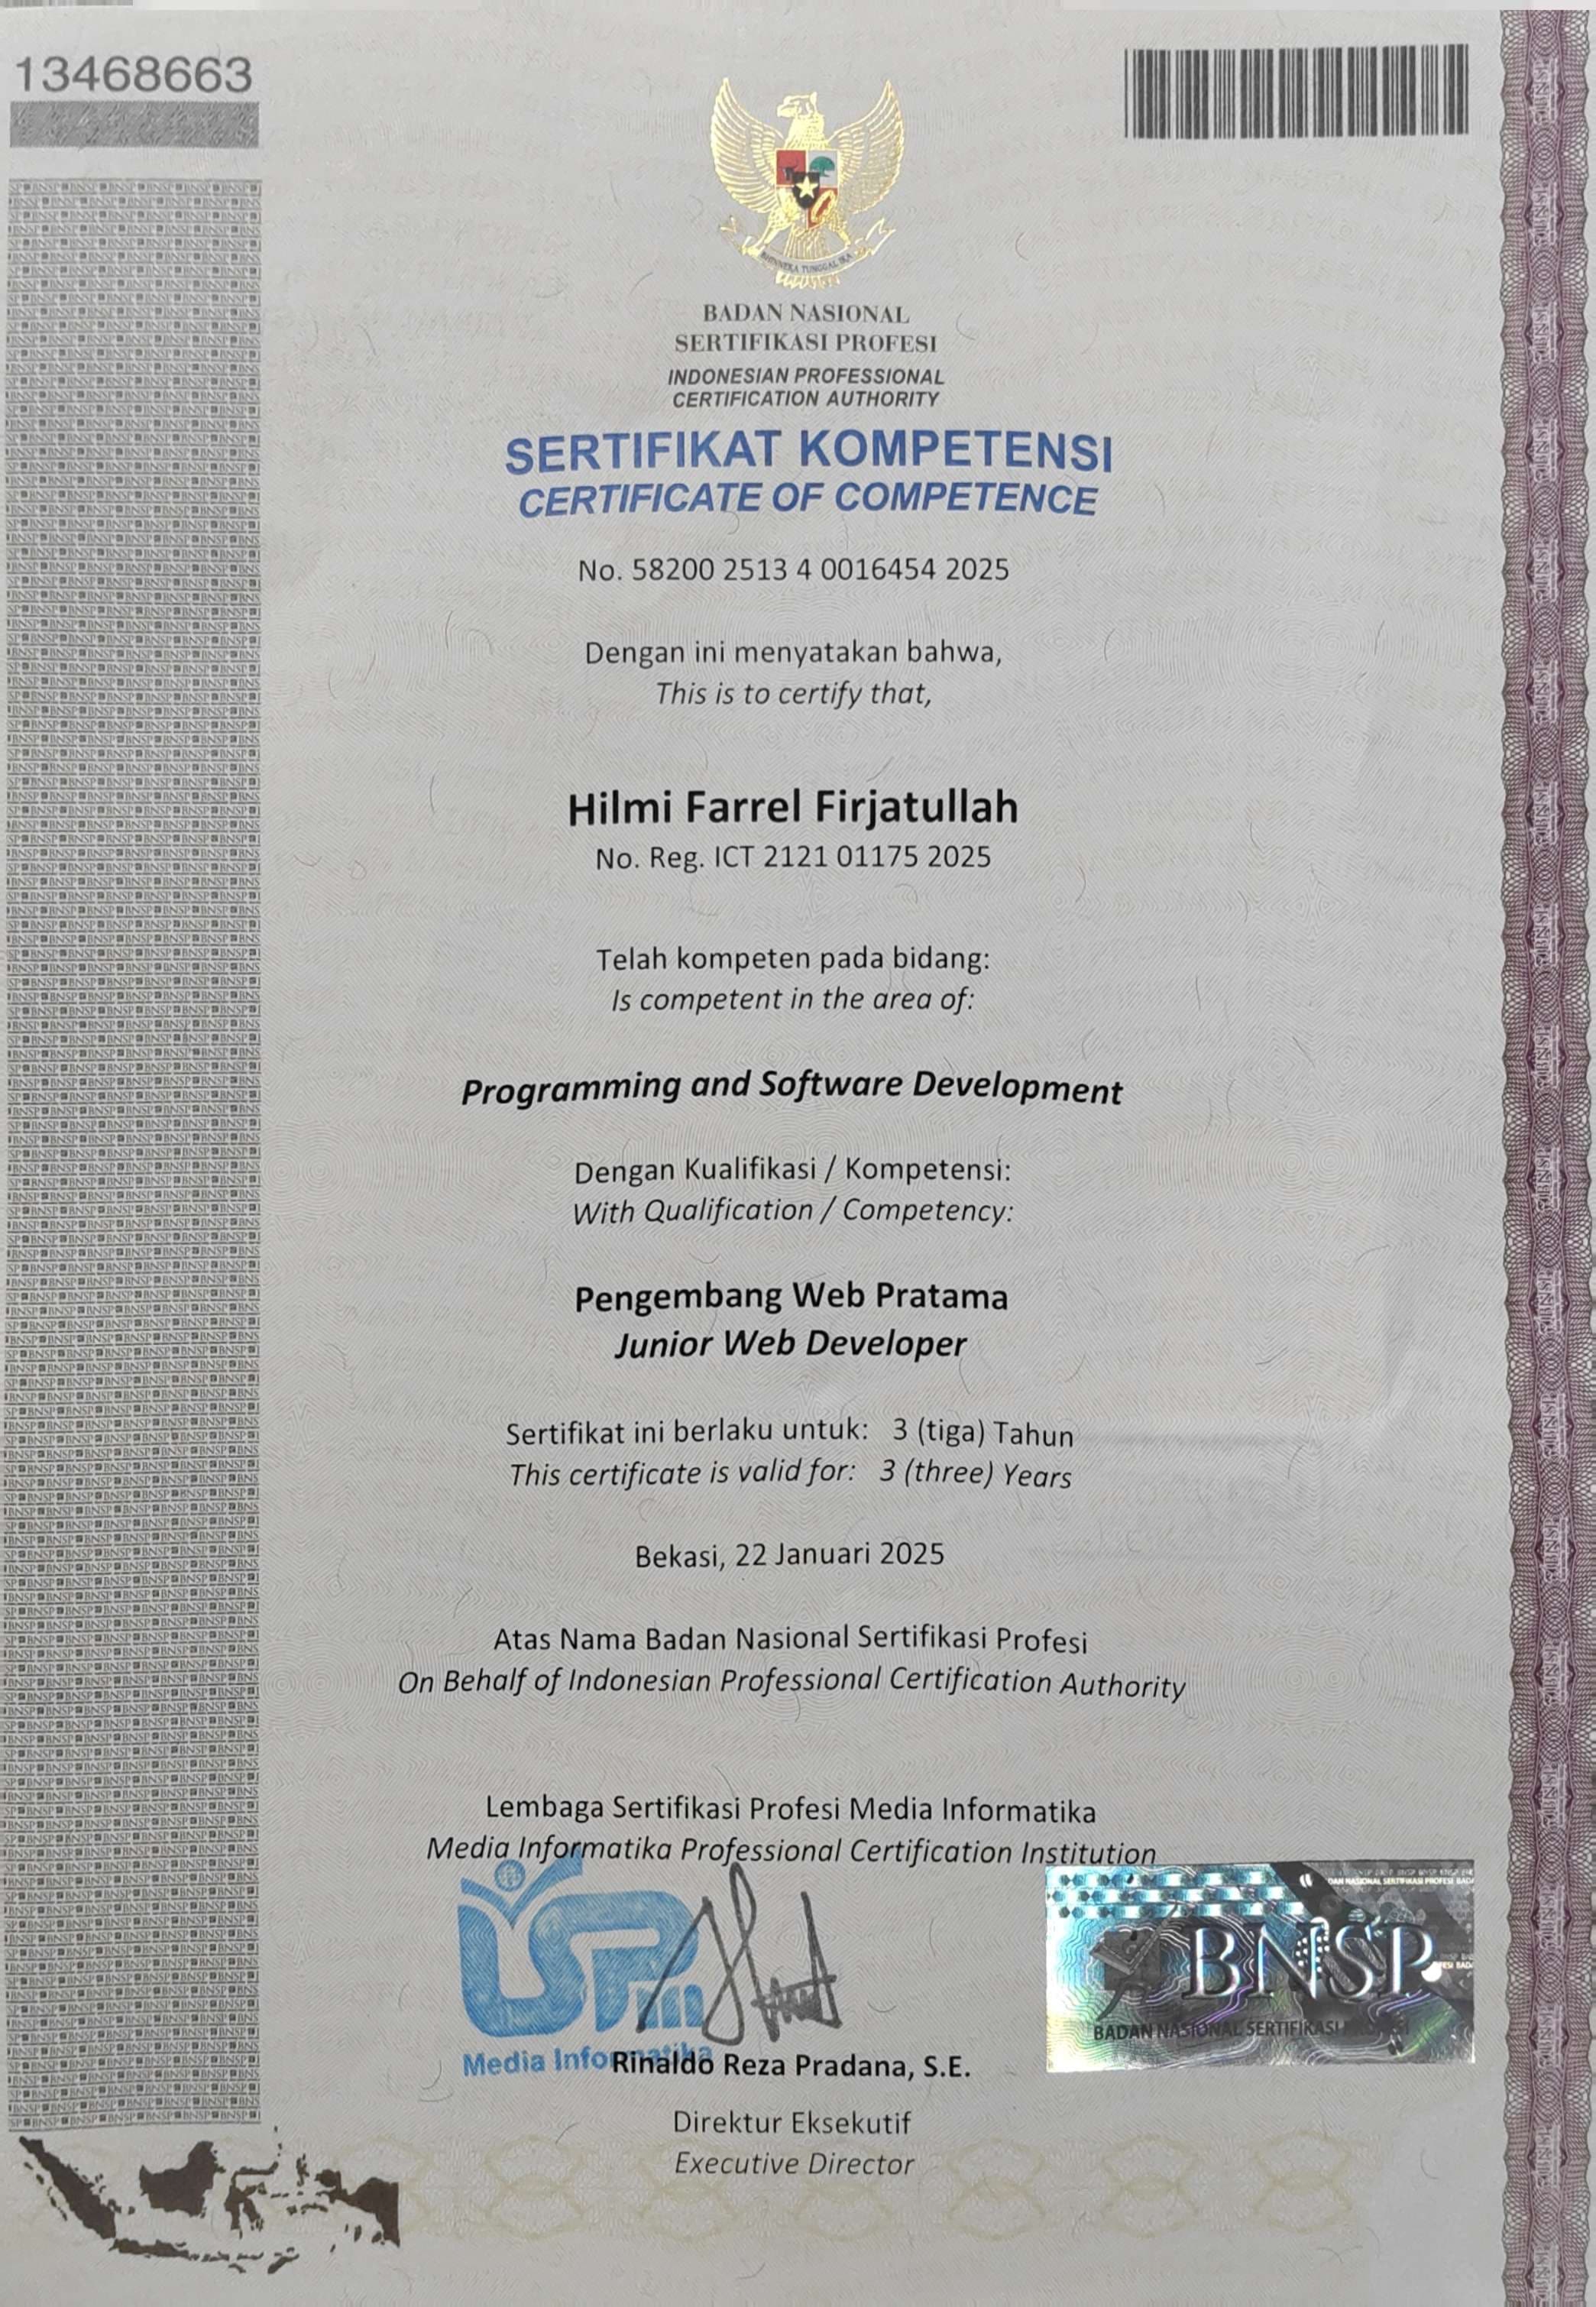 13468663
BHINNEKA TUNGGAL IKA
BADAN NASIONAL
SERTIFIKASI PROFESI
INDONESIAN PROFESSIONAL
CERTIFICATION AUTHORITY
SERTIFIKAT KOMPETENSI
CERTIFICATE OF COMPETENCE
No. 58200 2513 4 0016454 2025
Dengan ini menyatakan bahwa,
This is to certify that,
Hilmi Farrel Firjatullah
No. Reg. ICT 2121 01175 2025
Telah kompeten pada bidang:
Is competent in the area of:
Programming and Software Development
Dengan Kualifikasi / Kompetensi:
With Qualification / Competency:
Pengembang Web Pratama
Junior Web Developer
Sertifikat ini berlaku untuk: 3 (tiga) Tahun
This certificate is valid for: 3 (three) Years
Bekasi, 22 Januari 2025
Atas Nama Badan Nasional Sertifikasi Profesi
On Behalf of Indonesian Professional Certification Authority
Lembaga Sertifikasi Profesi Media Informatika
Media Informatika Professional Certification Institution
LSPmi
Media Informatika
Rinaldo Reza Pradana, S.E.
Direktur Eksekutif
Executive Director
BNSP
BADAN NASIONAL SERTIFIKASI